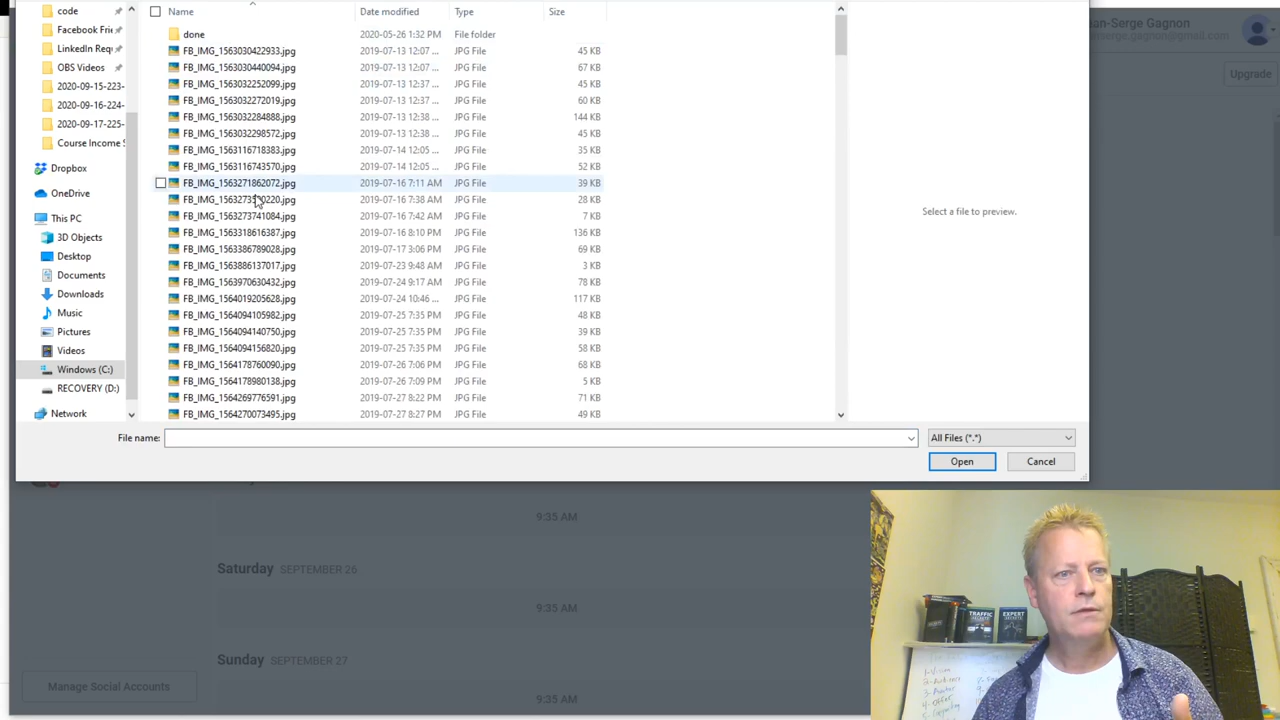 Name Date modified Type Size
code
Facebook Frie
LinkedIn Requ
OBS Videos
2020-09-15-223-
2020-09-16-224-
2020-09-17-225-
Course Income S
Dropbox
OneDrive
This PC
3D Objects
Desktop
Documents
Downloads
Music
Pictures
Videos
Windows (C:)
RECOVERY (D:)
Network
done 2020-05-26 1:32 PM File folder
FB_IMG_1563030422933.jpg 2019-07-13 12:07 ... JPG File 45 KB
FB_IMG_1563030440094.jpg 2019-07-13 12:07 ... JPG File 67 KB
FB_IMG_1563032252099.jpg 2019-07-13 12:37 ... JPG File 45 KB
FB_IMG_1563032272019.jpg 2019-07-13 12:37 ... JPG File 60 KB
FB_IMG_1563032284888.jpg 2019-07-13 12:38 ... JPG File 144 KB
FB_IMG_1563032298572.jpg 2019-07-13 12:38 ... JPG File 45 KB
FB_IMG_1563116718383.jpg 2019-07-14 12:05 ... JPG File 35 KB
FB_IMG_1563116743570.jpg 2019-07-14 12:05 ... JPG File 52 KB
FB_IMG_1563271862072.jpg 2019-07-16 7:11 AM JPG File 39 KB
2019-07-16 7:38 AM JPG File 28 KB
FB_IMG_1563273741084.jpg 2019-07-16 7:42 AM JPG File 7 KB
FB_IMG_1563318616387.jpg 2019-07-16 8:10 PM JPG File 136 KB
FB_IMG_1563386789028.jpg 2019-07-17 3:06 PM JPG File 69 KB
FB_IMG_1563886137017.jpg 2019-07-23 9:48 AM JPG File 3 KB
FB_IMG_1563970630432.jpg 2019-07-24 9:17 AM JPG File 78 KB
FB_IMG_1564019205628.jpg 2019-07-24 10:46 ... JPG File 117 KB
FB_IMG_1564094105982.jpg 2019-07-25 7:35 PM JPG File 48 KB
FB_IMG_1564094140750.jpg 2019-07-25 7:35 PM JPG File 39 KB
FB_IMG_1564094156820.jpg 2019-07-25 7:35 PM JPG File 58 KB
FB_IMG_1564178760090.jpg 2019-07-26 7:06 PM JPG File 68 KB
FB_IMG_1564178980138.jpg 2019-07-26 7:09 PM JPG File 5 KB
FB_IMG_1564269776591.jpg 2019-07-27 8:22 PM JPG File 71 KB
FB_IMG_1564270073495.jpg 2019-07-27 8:27 PM JPG File 49 KB
Select a file to preview.
File name: All Files (*.*)
Open Cancel
an-Serge Gagnon
anserge.gagnon@gmail.com
Upgrade
9:35 AM
Saturday SEPTEMBER 26
9:35 AM
Sunday SEPTEMBER 27
9:35 AM
Manage Social Accounts
TRAFFIC SECRETS
EXPERT SECRETS
1-Vision
4-Offer